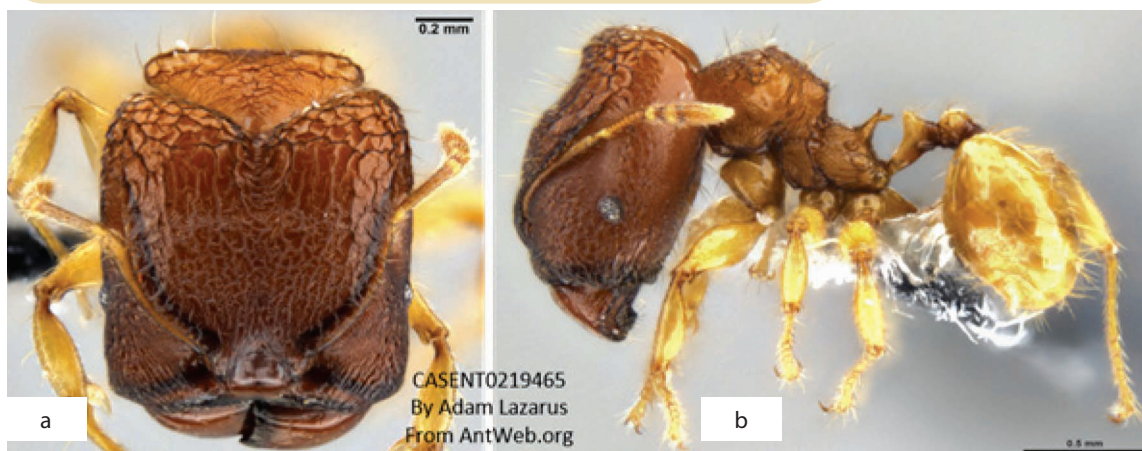 0.2 mm
CASENT0219465
By Adam Lazarus
From AntWeb.org
a
b
0.5 mm